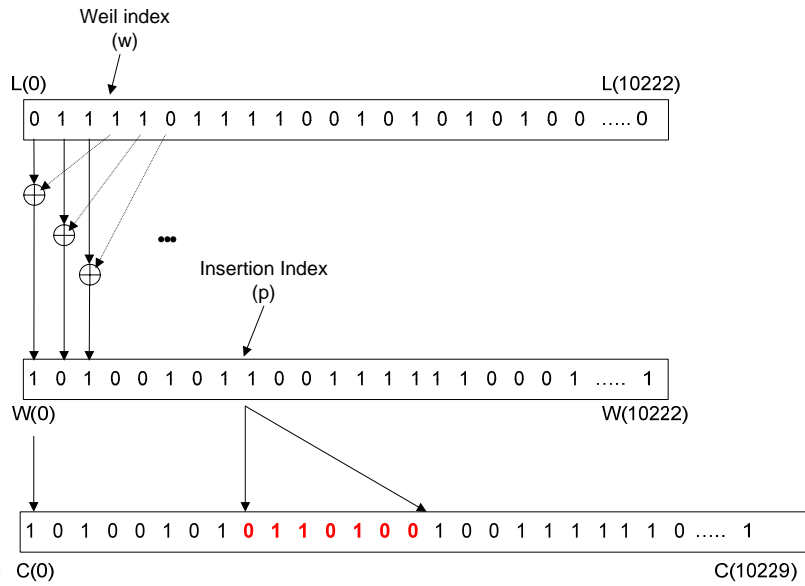 Weil index
(w)
L(0) L(10222)
0 1 1 1 1 0 1 1 1 1 0 0 1 0 1 0 1 0 1 0 0 ..... 0
•••
Insertion Index
(p)
1 0 1 0 0 1 0 1 1 0 0 1 1 1 1 1 1 0 0 0 1 ..... 1
W(0) W(10222)
1 0 1 0 0 1 0 1 0 1 1 0 1 0 0 1 0 0 1 1 1 1 1 1 0 ..... 1
C(0) C(10229)